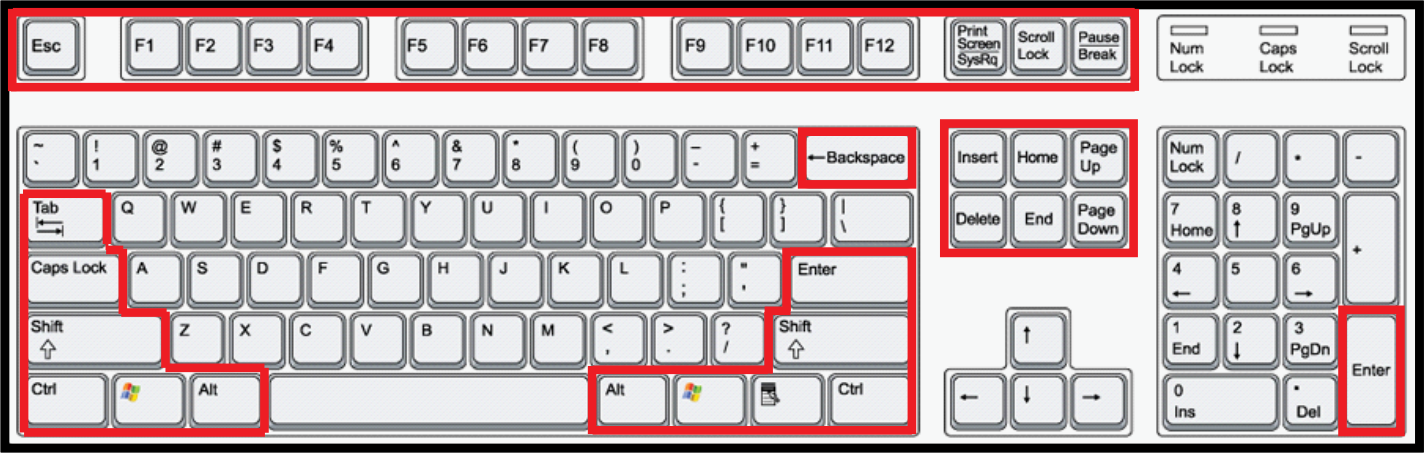 Esc F1 F2 F3 F4 F5 F6 F7 F8 F9 F10 F11 F12
Print
Screen
SysRq
Scroll
Lock
Pause
Break
Num
Lock
Caps
Lock
Scroll
Lock
~ ! @ # $ % ^ & * ( ) – +
` 1 2 3 4 5 6 7 8 9 0 - =
←Backspace
Insert Home Page
Up
Num
Lock
/ • -
Tab Q W E R T Y U I O P { } |
[ ] \
Delete End Page
Down
7
Home
8
↑
9
PgUp
+
Caps Lock A S D F G H J K L : "
; '
Enter
4
←
5
6
→
Shift Z X C V B N M < > ?
, . /
Shift
⇧ ⇧
↑
1
End
2
↓
3
PgDn
Enter
Ctrl Alt Alt Ctrl
← ↓ →
0
Ins
•
Del